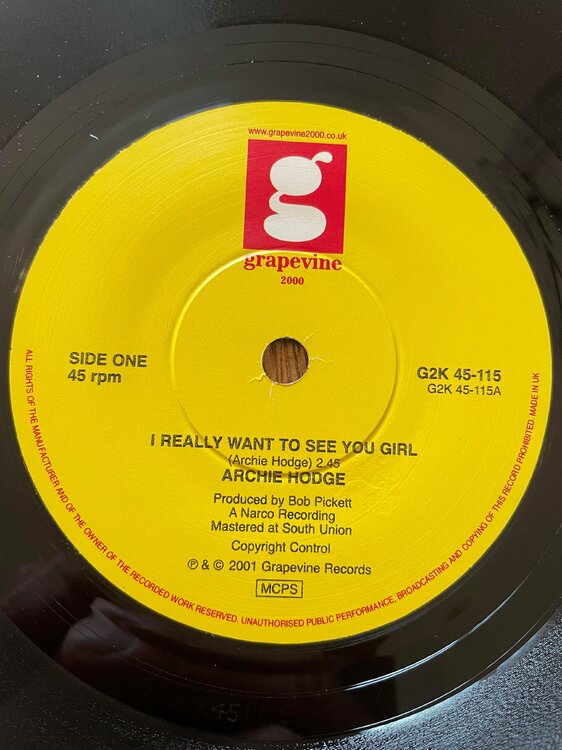 www.grapevine2000.co.uk
g
grapevine
2000
SIDE ONE
45 rpm
G2K 45-115
G2K 45-115A
I REALLY WANT TO SEE YOU GIRL
(Archie Hodge) 2.45
ARCHIE HODGE
Produced by Bob Pickett
A Narco Recording
Mastered at South Union
Copyright Control
℗ & © 2001 Grapevine Records
MCPS
ALL RIGHTS OF THE MANUFACTURER AND OF THE OWNER OF THE RECORDED WORK RESERVED. UNAUTHORISED PUBLIC PERFORMANCE, BROADCASTING AND COPYING OF THIS RECORD PROHIBITED. MADE IN UK
45